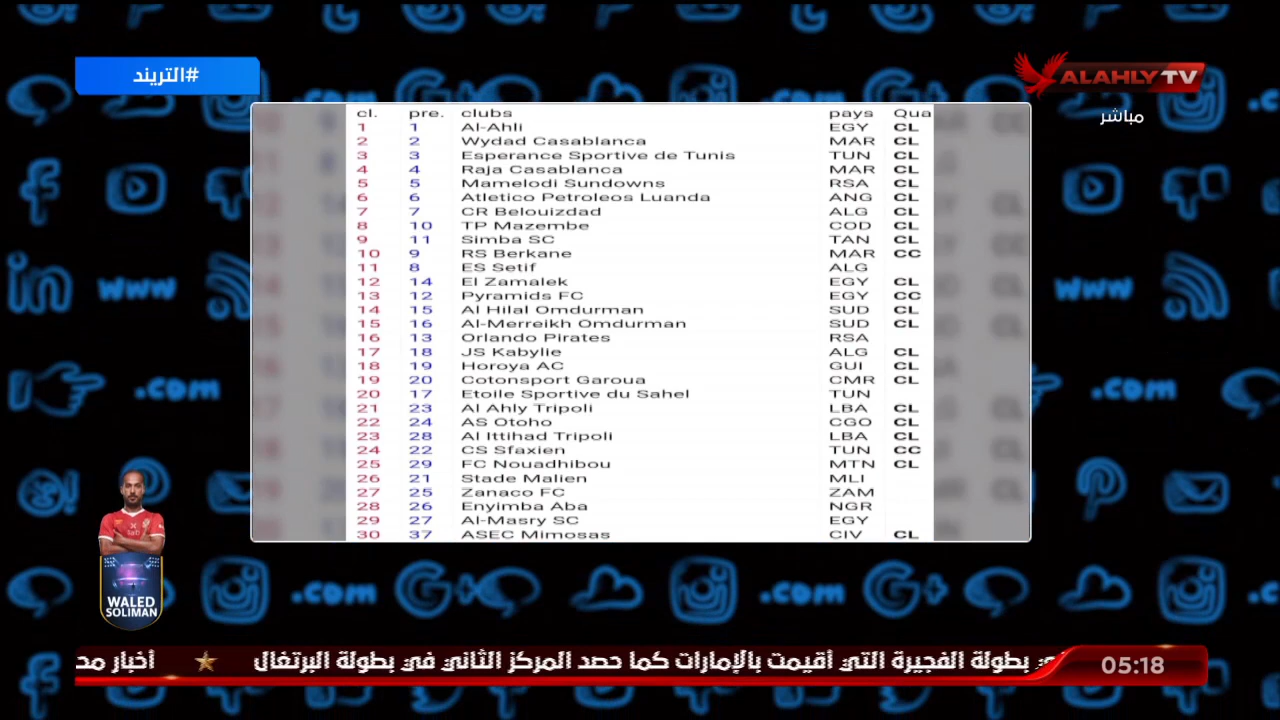 #التريند
ALAHLY TV
مباشر
cl. pre. clubs pays Qua
1 1 Al-Ahli EGY CL
2 2 Wydad Casablanca MAR CL
3 3 Esperance Sportive de Tunis TUN CL
4 4 Raja Casablanca MAR CL
5 5 Mamelodi Sundowns RSA CL
6 6 Atletico Petroleos Luanda ANG CL
7 7 CR Belouizdad ALG CL
8 10 TP Mazembe COD CL
9 11 Simba SC TAN CL
10 9 RS Berkane MAR CC
11 8 ES Setif ALG
12 14 El Zamalek EGY CL
13 12 Pyramids FC EGY CC
14 15 Al Hilal Omdurman SUD CL
15 16 Al-Merreikh Omdurman SUD CL
16 13 Orlando Pirates RSA
17 18 JS Kabylie ALG CL
18 19 Horoya AC GUI CL
19 20 Cotonsport Garoua CMR CL
20 17 Etoile Sportive du Sahel TUN
21 23 Al Ahly Tripoli LBA CL
22 24 AS Otoho CGO CL
23 28 Al Ittihad Tripoli LBA CL
24 22 CS Sfaxien TUN CC
25 29 FC Nouadhibou MTN CL
26 21 Stade Malien MLI
27 25 Zanaco FC ZAM
28 26 Enyimba Aba NGR
29 27 Al-Masry SC EGY
30 37 ASEC Mimosas CIV CL
www
www
.com
.com
.com
.com
WALED
SOLIMAN
بطولة الفجيرة التي أقيمت بالإمارات كما حصد المركز الثاني في بطولة البرتغال ★ أخبار
05:18